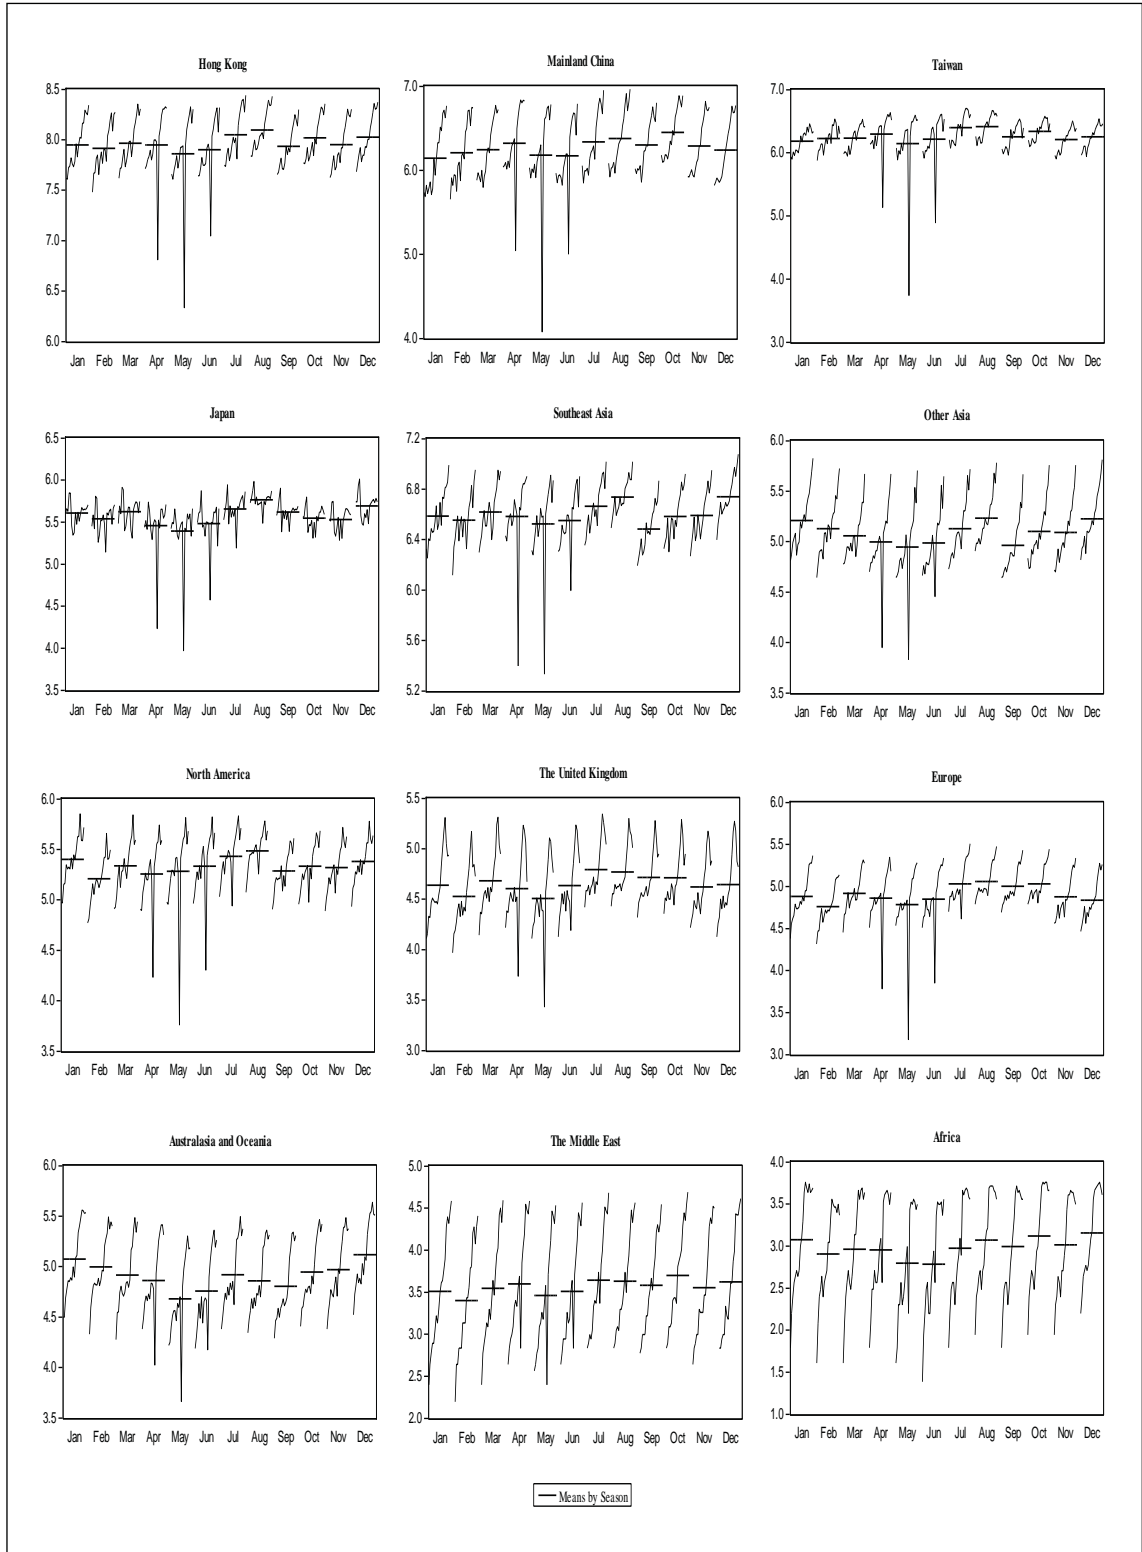 Hong Kong
8.5
8.0
7.5
7.0
6.5
6.0
Jan Feb Mar Apr May Jun Jul Aug Sep Oct Nov Dec
Mainland China
7.0
6.0
5.0
4.0
Jan Feb Mar Apr May Jun Jul Aug Sep Oct Nov Dec
Taiwan
7.0
6.0
5.0
4.0
3.0
Jan Feb Mar Apr May Jun Jul Aug Sep Oct Nov Dec
Japan
6.5
6.0
5.5
5.0
4.5
4.0
3.5
Jan Feb Mar Apr May Jun Jul Aug Sep Oct Nov Dec
Southeast Asia
7.2
6.8
6.4
6.0
5.6
5.2
Jan Feb Mar Apr May Jun Jul Aug Sep Oct Nov Dec
Other Asia
6.0
5.5
5.0
4.5
4.0
3.5
Jan Feb Mar Apr May Jun Jul Aug Sep Oct Nov Dec
North America
6.0
5.5
5.0
4.5
4.0
3.5
Jan Feb Mar Apr May Jun Jul Aug Sep Oct Nov Dec
The United Kingdom
5.5
5.0
4.5
4.0
3.5
3.0
Jan Feb Mar Apr May Jun Jul Aug Sep Oct Nov Dec
Europe
6.0
5.5
5.0
4.5
4.0
3.5
3.0
Jan Feb Mar Apr May Jun Jul Aug Sep Oct Nov Dec
Australasia and Oceania
6.0
5.5
5.0
4.5
4.0
3.5
Jan Feb Mar Apr May Jun Jul Aug Sep Oct Nov Dec
The Middle East
5.0
4.5
4.0
3.5
3.0
2.5
2.0
Jan Feb Mar Apr May Jun Jul Aug Sep Oct Nov Dec
Africa
4.0
3.5
3.0
2.5
2.0
1.5
1.0
Jan Feb Mar Apr May Jun Jul Aug Sep Oct Nov Dec
Means by Season